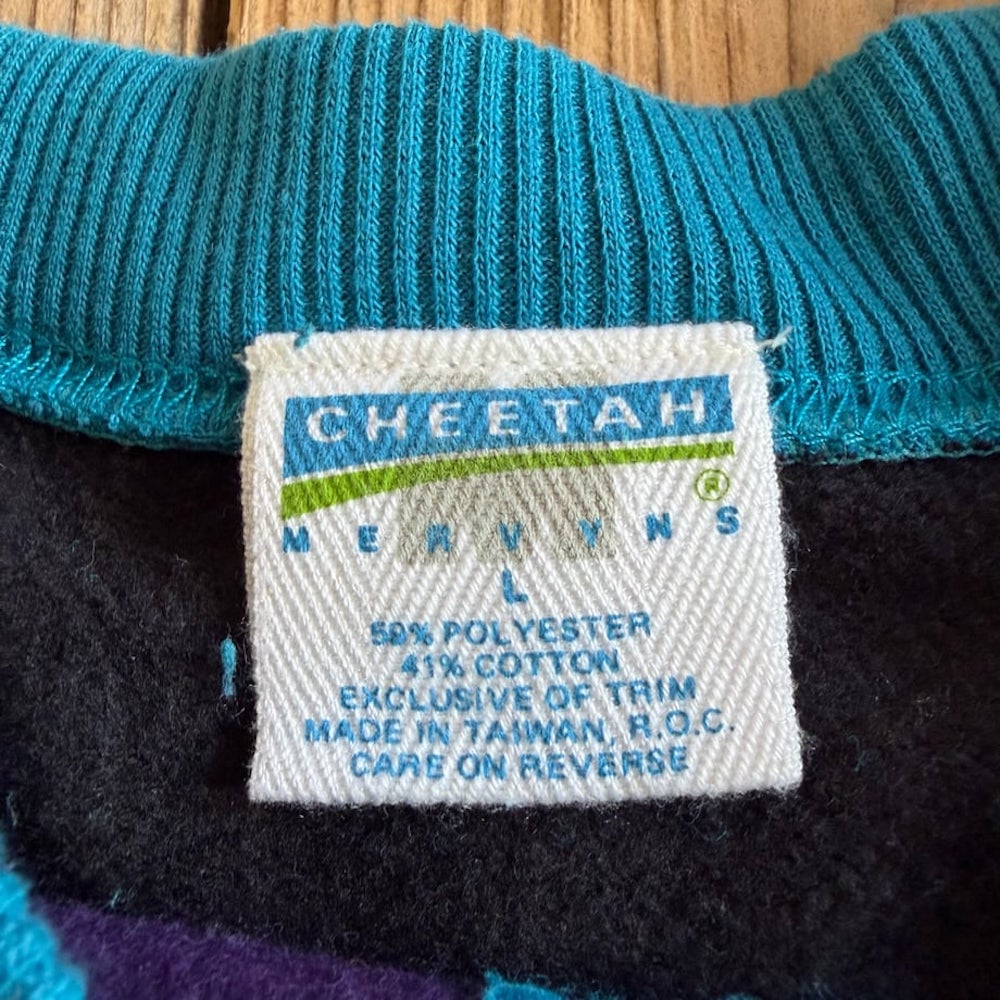 CHEETAH
®
MERVYNS
L
59% POLYESTER
41% COTTON
EXCLUSIVE OF TRIM
MADE IN TAIWAN, R.O.C.
CARE ON REVERSE